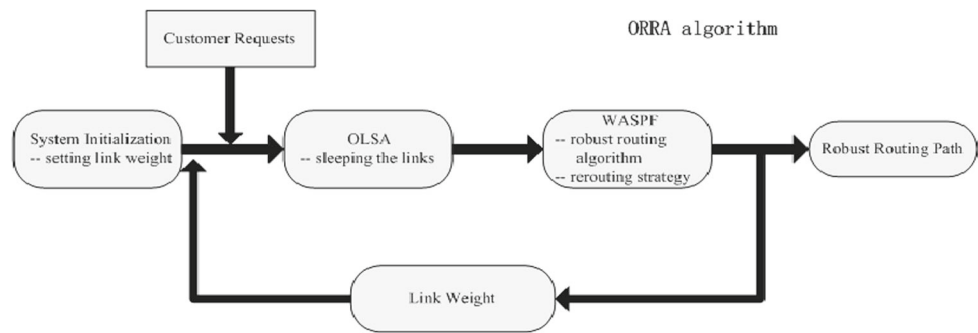 ORRA algorithm
Customer Requests
System Initialization
-- setting link weight
OLSA
-- sleeping the links
WASPF
-- robust routing
algorithm
-- rerouting strategy
Robust Routing Path
Link Weight